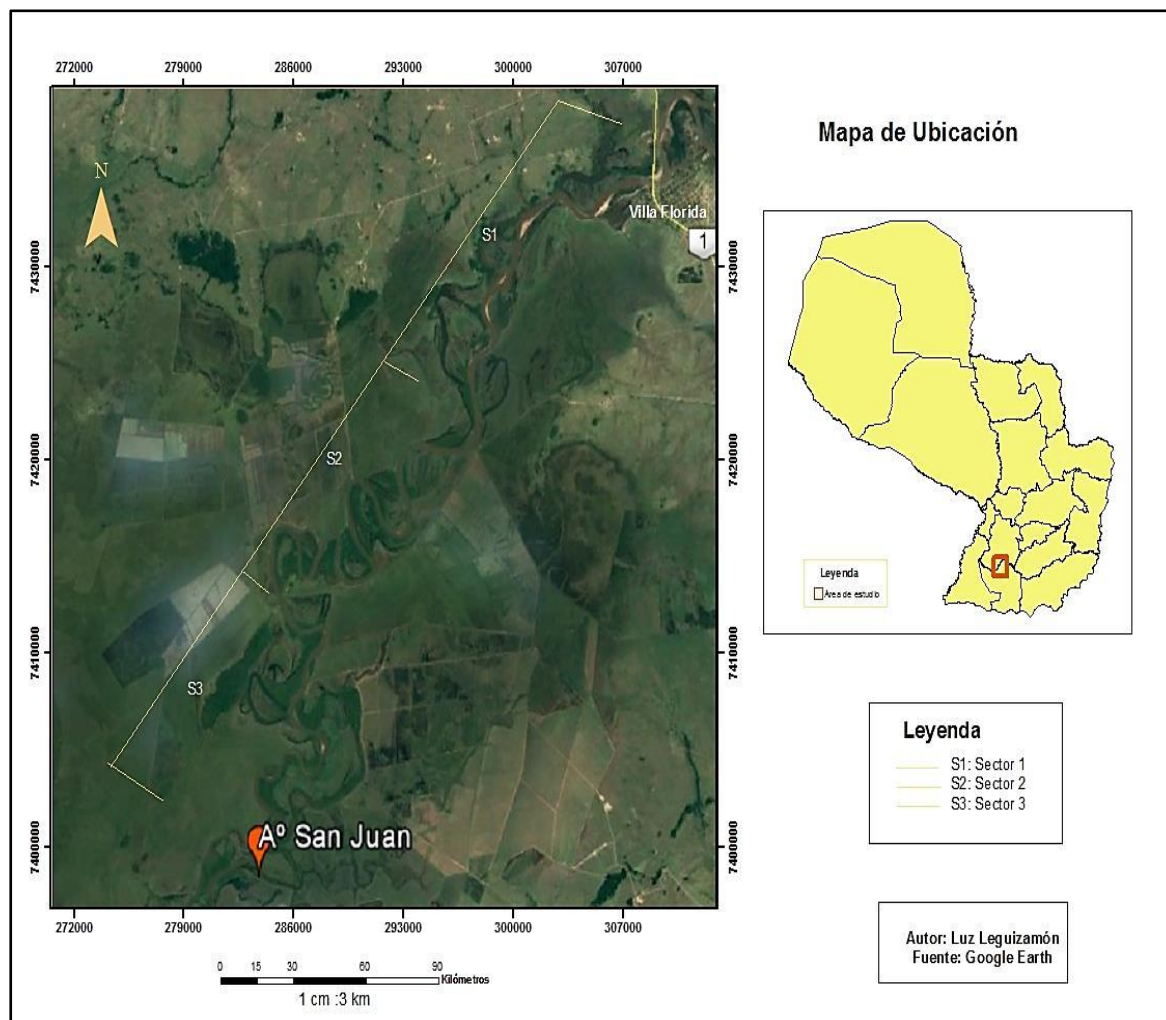 272000 279000 286000 293000 300000 307000
Mapa de Ubicación
N
Villa Florida
1
S1
7430000
7430000
S2
7420000
7420000
Leyenda
Área de estudio
7410000
7410000
S3
Leyenda
S1: Sector 1
S2: Sector 2
S3: Sector 3
Aº San Juan
7400000
7400000
272000 279000 286000 293000 300000 307000
Autor: Luz Leguizamón
Fuente: Google Earth
0 15 30 60 90
Kilómetros
1 cm :3 km